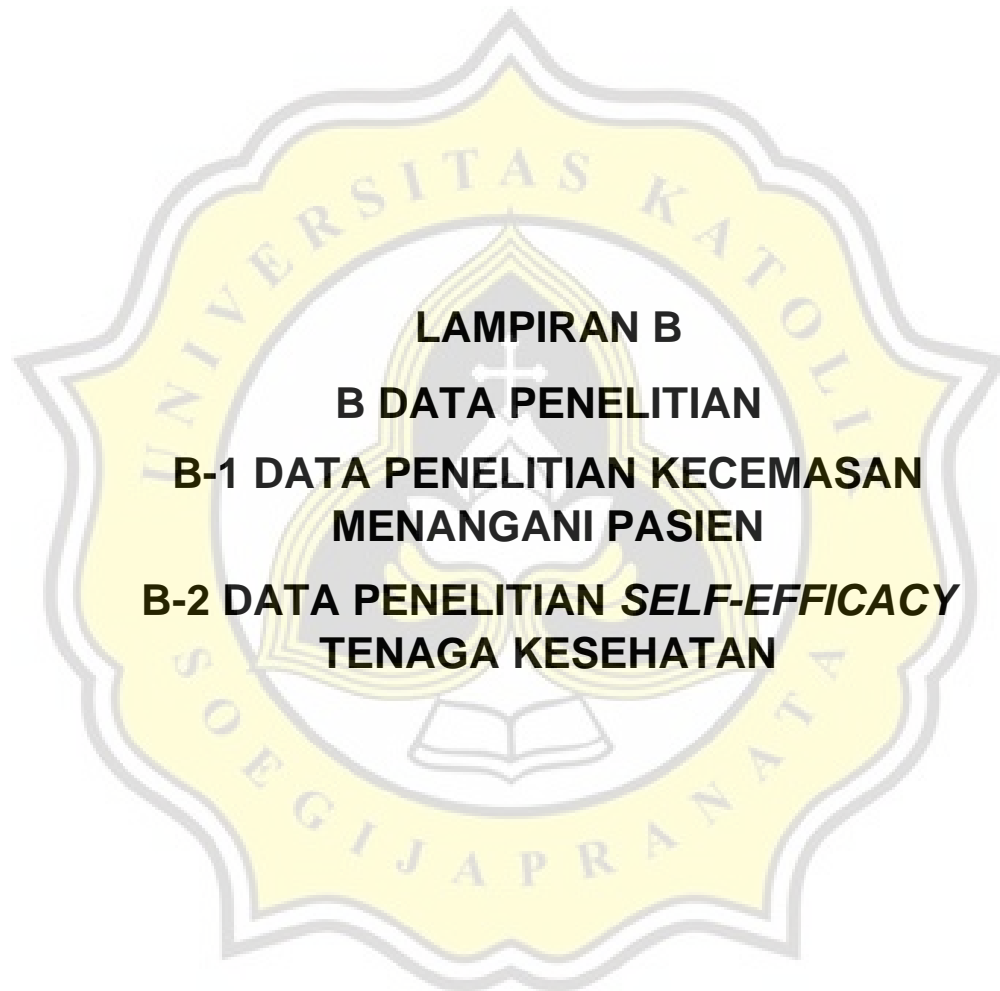 UNIVERSITAS KATOLIK
LAMPIRAN B
B DATA PENELITIAN
B-1 DATA PENELITIAN KECEMASAN
MENANGANI PASIEN
B-2 DATA PENELITIAN SELF-EFFICACY
TENAGA KESEHATAN
SOEGIJAPRANATA